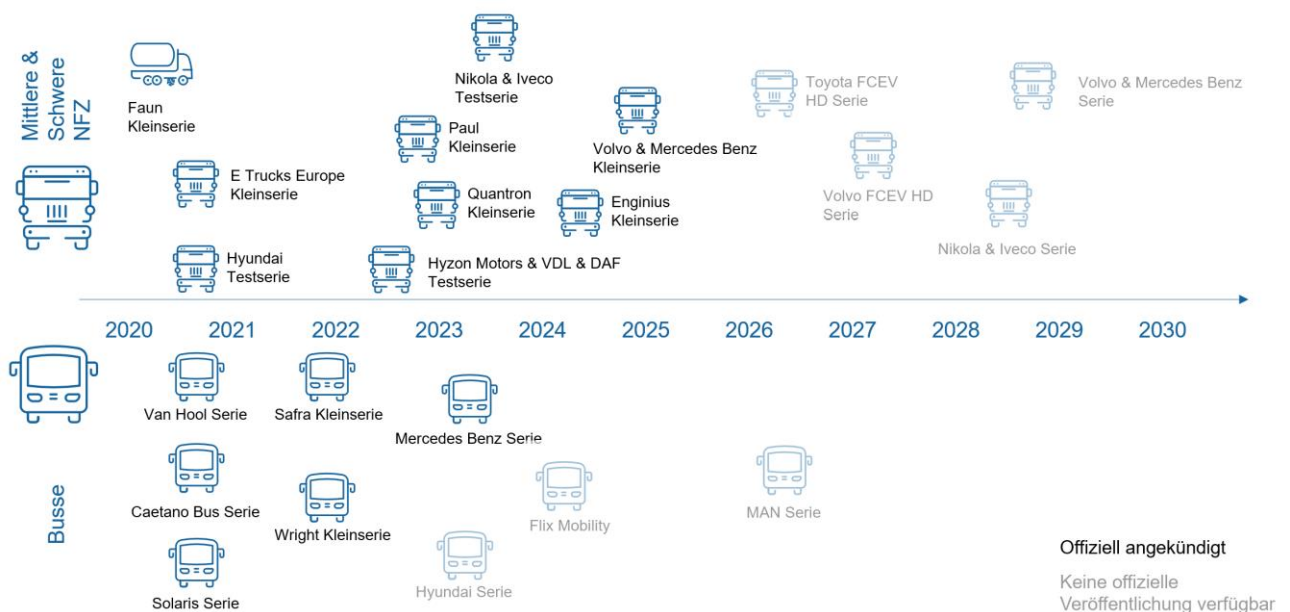 Mittlere &
Schwere
NFZ
Faun
Kleinserie
E Trucks Europe
Kleinserie
Hyundai
Testserie
Nikola & Iveco
Testserie
Paul
Kleinserie
Quantron
Kleinserie
Hyzon Motors & VDL & DAF
Testserie
Volvo & Mercedes Benz
Kleinserie
Enginius
Kleinserie
Toyota FCEV
HD Serie
Volvo FCEV HD
Serie
Nikola & Iveco Serie
Volvo & Mercedes Benz
Serie
2020 2021 2022 2023 2024 2025 2026 2027 2028 2029 2030
Busse
Van Hool Serie
Caetano Bus Serie
Solaris Serie
Safra Kleinserie
Wright Kleinserie
Mercedes Benz Serie
Hyundai Serie
Flix Mobility
MAN Serie
Offiziell angekündigt
Keine offizielle
Veröffentlichung verfügbar